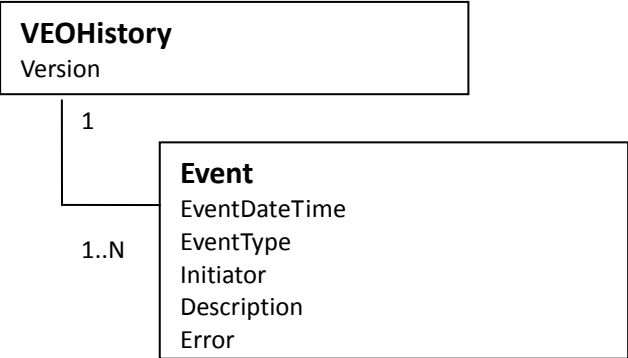 VEOHistory
Version
1
Event
EventDateTime
1..N
EventType
Initiator
Description
Error